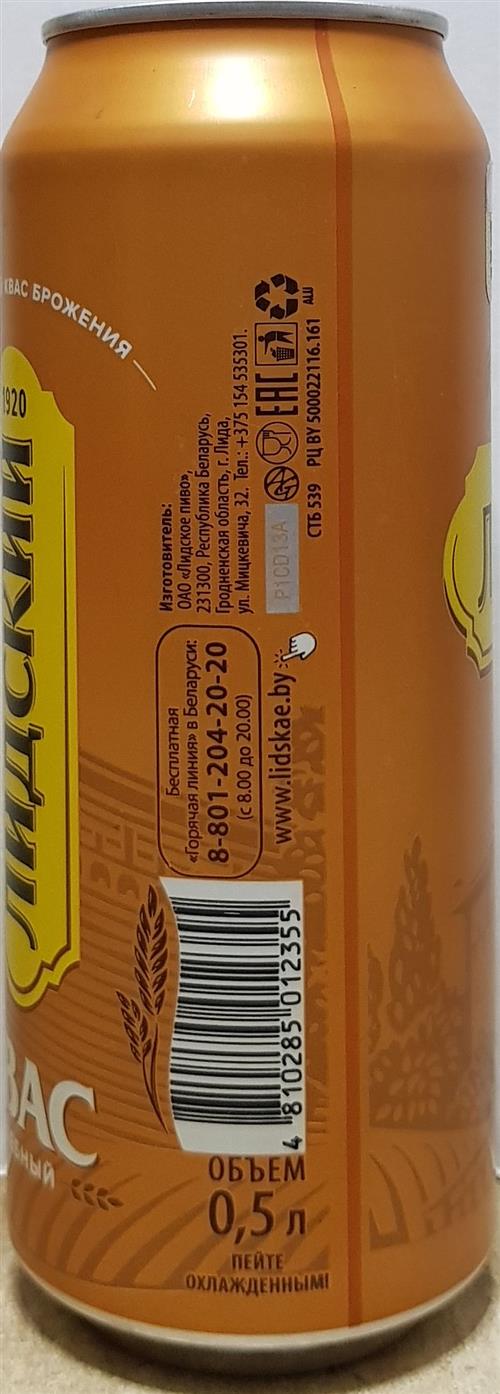 КВАС БРОЖЕНИЯ
1920
ЛИДСКИЙ
Изготовитель:
ОАО «Лидское пиво»,
231300, Республика Беларусь,
Гродненская область, г. Лида,
ул. Мицкевича, 32. Тел.: +375 154 535301.
P1CD13A
EAC
АШ
СТБ 539 РЦ BY 500022116.161
Бесплатная
«Горячая линия» в Беларуси:
8-801-204-20-20
(с 8.00 до 20.00)
www.lidskae.by
4 810285 012355
ОБЪЕМ
0,5 л
ПЕЙТЕ
ОХЛАЖДЕННЫМ!